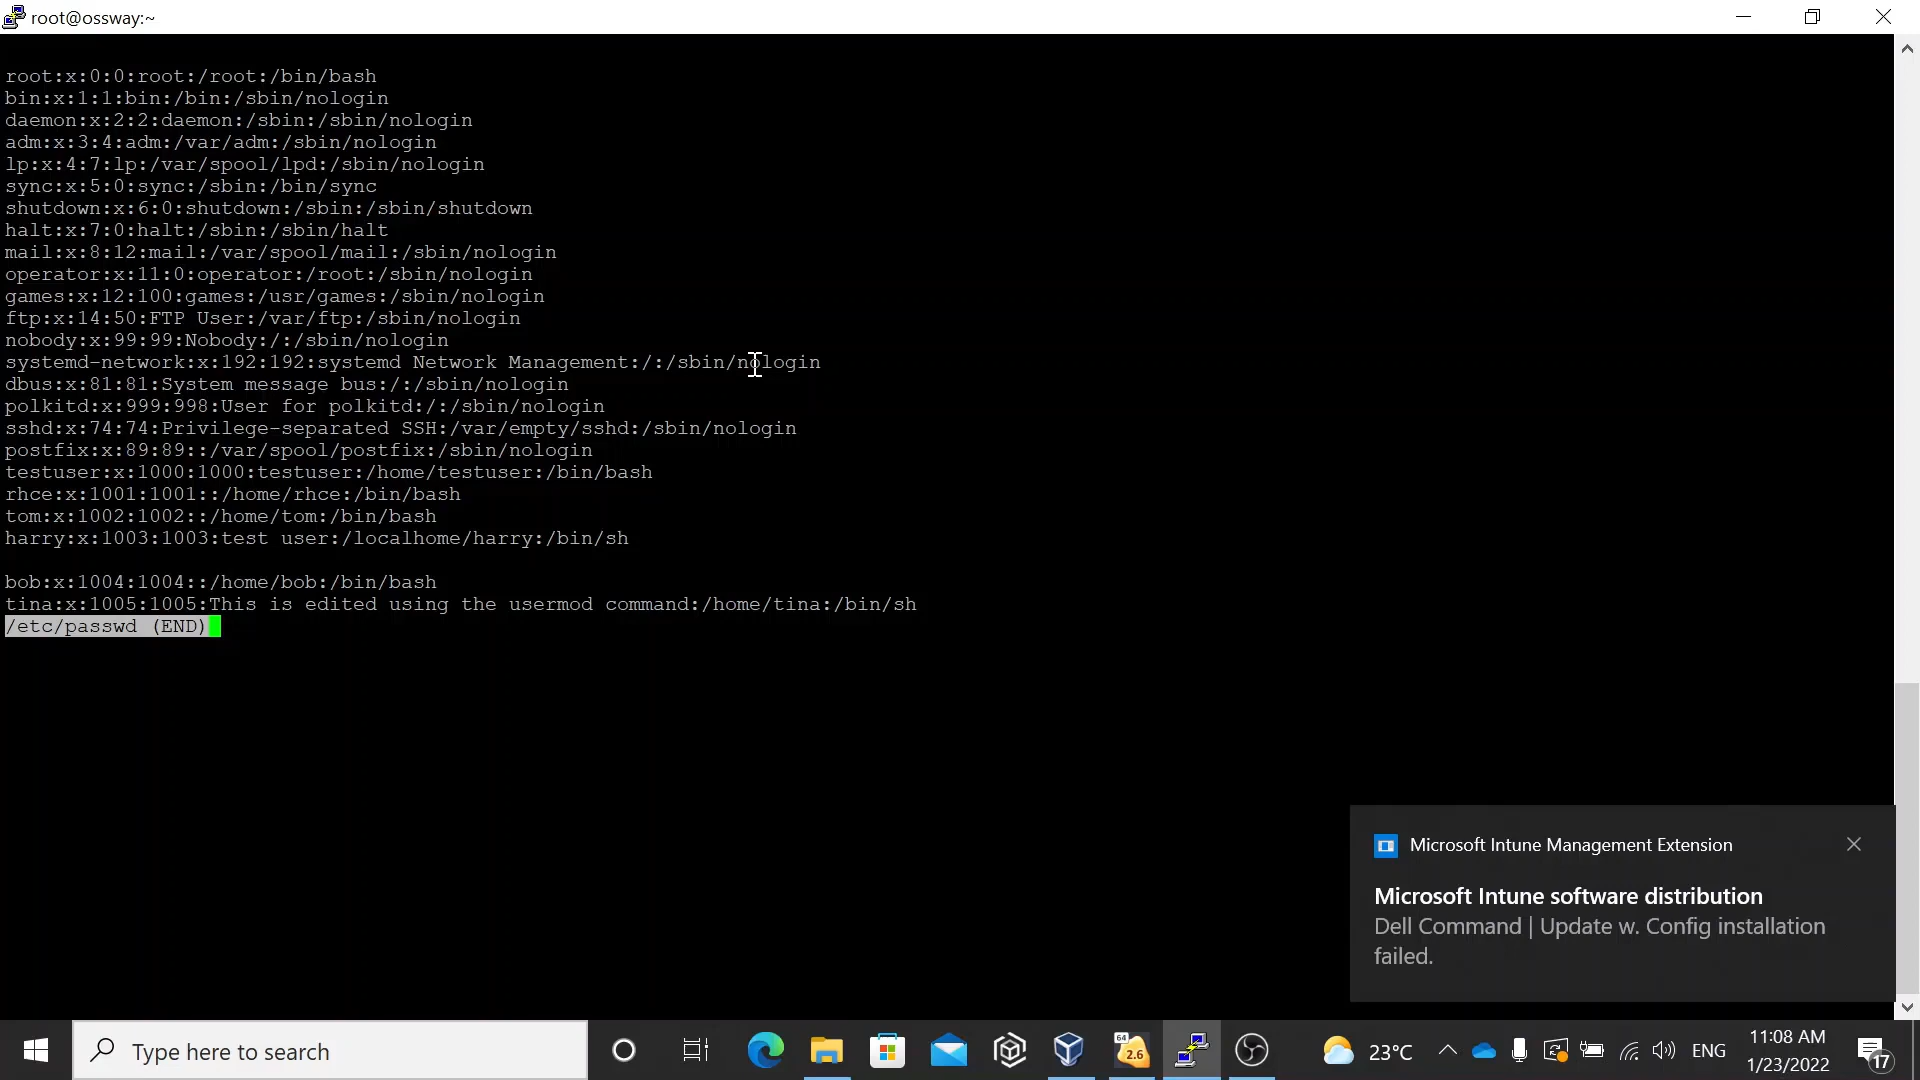 root@ossway:~
root:x:0:0:root:/root:/bin/bash
bin:x:1:1:bin:/bin:/sbin/nologin
daemon:x:2:2:daemon:/sbin:/sbin/nologin
adm:x:3:4:adm:/var/adm:/sbin/nologin
lp:x:4:7:lp:/var/spool/lpd:/sbin/nologin
sync:x:5:0:sync:/sbin:/bin/sync
shutdown:x:6:0:shutdown:/sbin:/sbin/shutdown
halt:x:7:0:halt:/sbin:/sbin/halt
mail:x:8:12:mail:/var/spool/mail:/sbin/nologin
operator:x:11:0:operator:/root:/sbin/nologin
games:x:12:100:games:/usr/games:/sbin/nologin
ftp:x:14:50:FTP User:/var/ftp:/sbin/nologin
nobody:x:99:99:Nobody:/:/sbin/nologin
systemd-network:x:192:192:systemd Network Management:/:/sbin/nologin
dbus:x:81:81:System message bus:/:/sbin/nologin
polkitd:x:999:998:User for polkitd:/:/sbin/nologin
sshd:x:74:74:Privilege-separated SSH:/var/empty/sshd:/sbin/nologin
postfix:x:89:89::/var/spool/postfix:/sbin/nologin
testuser:x:1000:1000:testuser:/home/testuser:/bin/bash
rhce:x:1001:1001::/home/rhce:/bin/bash
tom:x:1002:1002::/home/tom:/bin/bash
harry:x:1003:1003:test user:/localhome/harry:/bin/sh
bob:x:1004:1004::/home/bob:/bin/bash
tina:x:1005:1005:This is edited using the usermod command:/home/tina:/bin/sh
/etc/passwd (END)
Microsoft Intune Management Extension
Microsoft Intune software distribution
Dell Command | Update w. Config installation
failed.
Type here to search
64
2.6
23°C
ENG
11:08 AM
1/23/2022
17